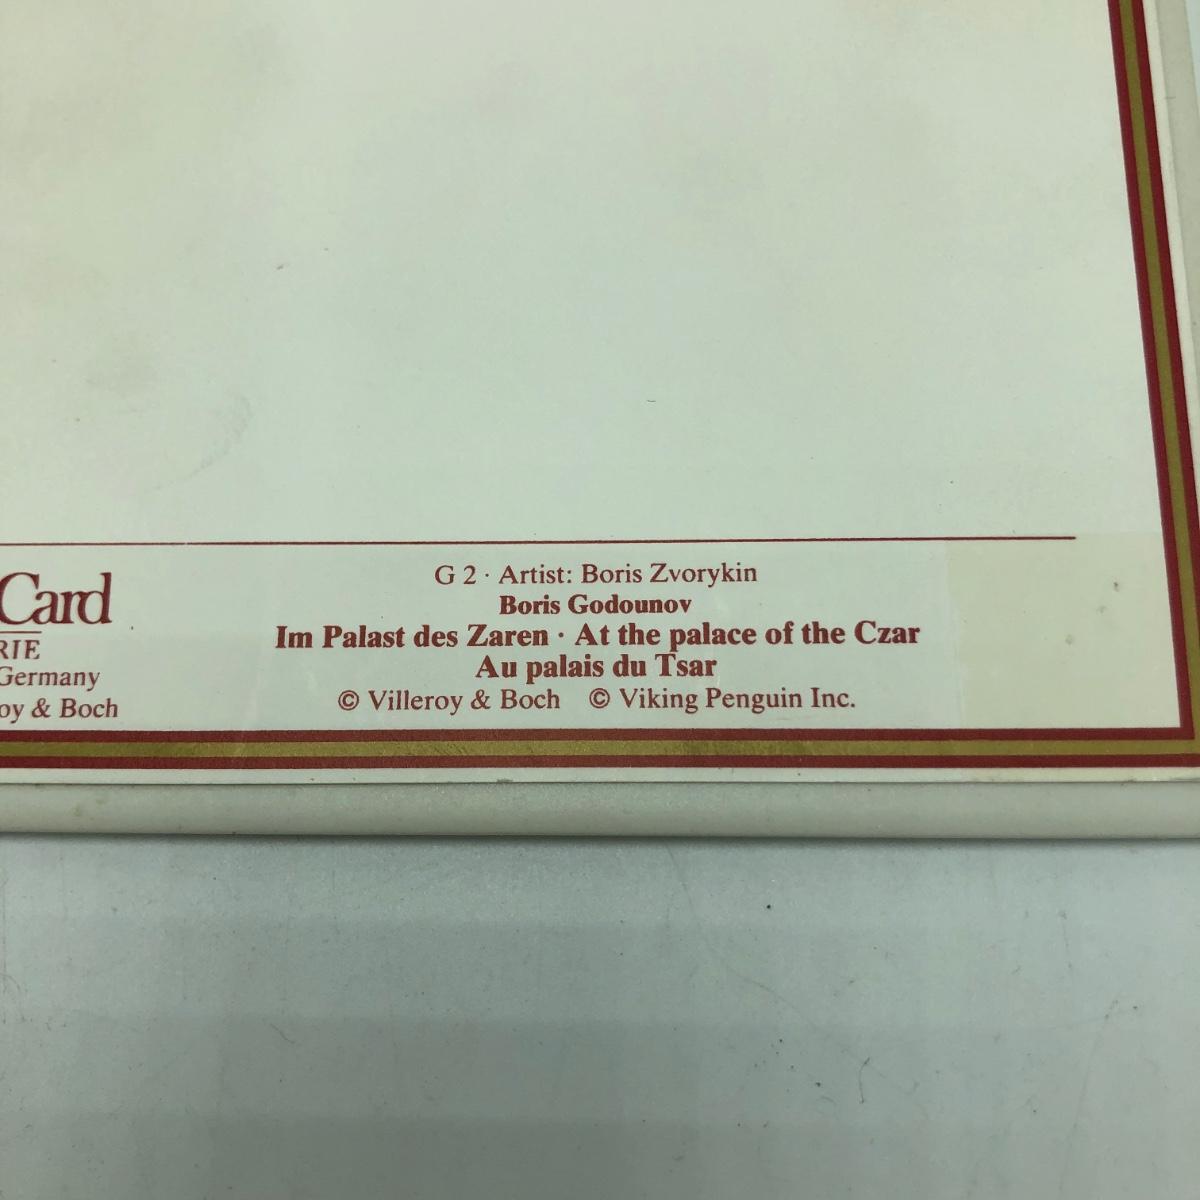 Card
G 2 · Artist: Boris Zvorykin
Boris Godounov
Im Palast des Zaren · At the palace of the Czar
Au palais du Tsar
© Villeroy & Boch © Viking Penguin Inc.
RIE
Germany
oy & Boch